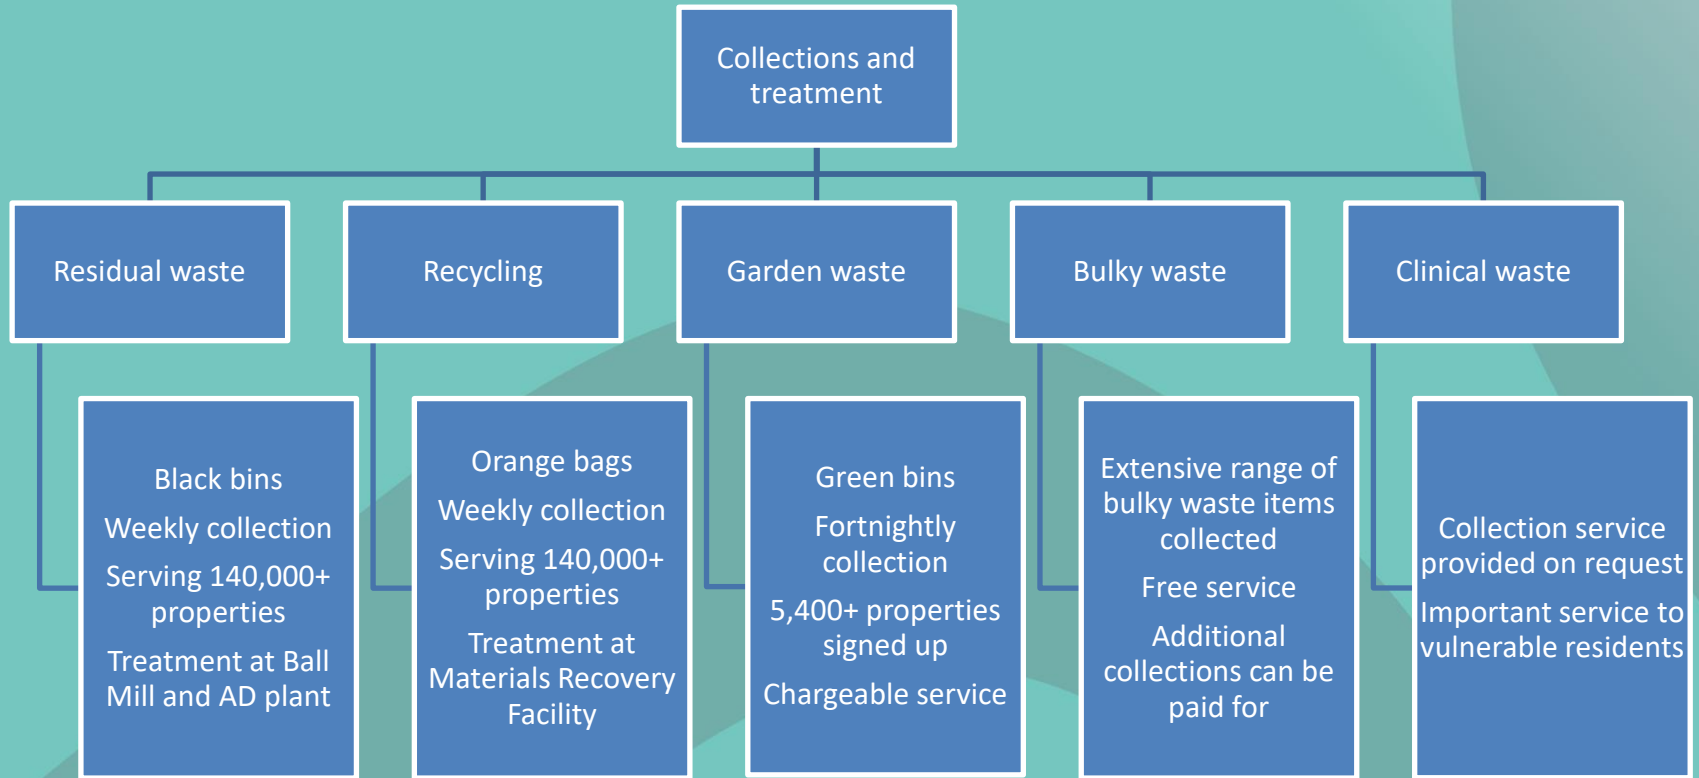 Collections and
treatment
Residual waste
Recycling
Garden waste
Bulky waste
Clinical waste
Black bins
Weekly collection
Serving 140,000+
properties
Treatment at Ball
Mill and AD plant
Orange bags
Weekly collection
Serving 140,000+
properties
Treatment at
Materials Recovery
Facility
Green bins
Fortnightly
collection
5,400+ properties
signed up
Chargeable service
Extensive range of
bulky waste items
collected
Free service
Additional
collections can be
paid for
Collection service
provided on request
Important service to
vulnerable residents